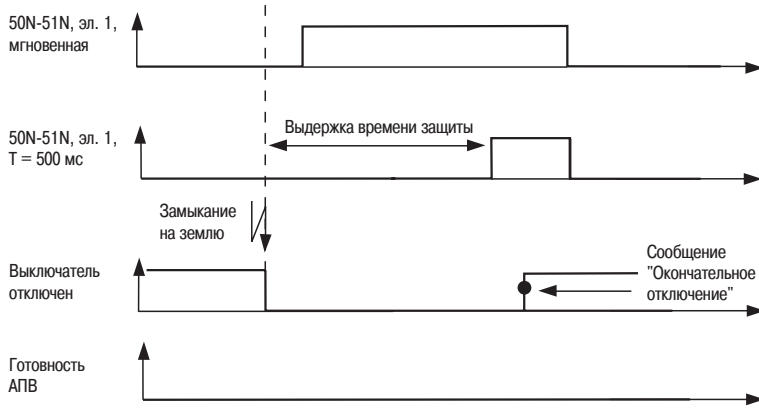 50N-51N, эл. 1,
мгновенная
50N-51N, эл. 1,
T = 500 мс
Выдержка времени защиты
Замыкание
на землю
Выключатель
отключен
Сообщение
"Окончательное
отключение"
Готовность
АПВ